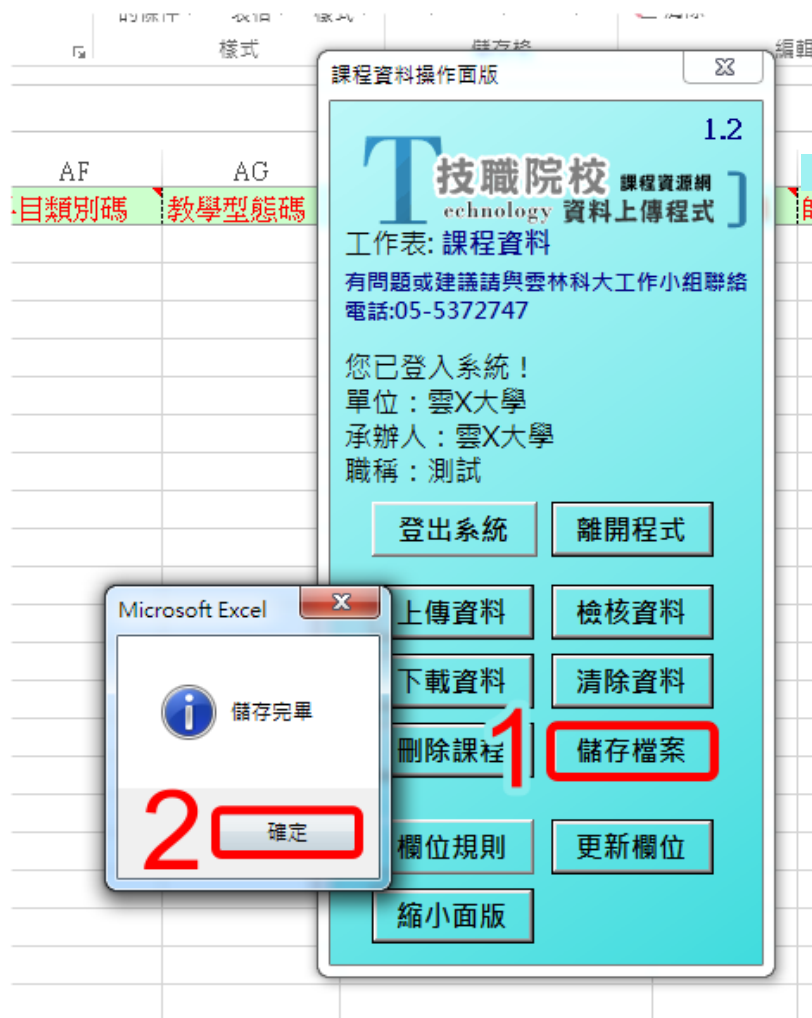 樣式
儲存格
編輯
課程資料操作面版
1.2
AF
AG
T
技職院校 課程資源網
echnology 資料上傳程式
目類別碼
教學型態碼
工作表: 課程資料
有問題或建議請與雲林科大工作小組聯絡
電話:05-5372747
您已登入系統！
單位：雲X大學
承辦人：雲X大學
職稱：測試
登出系統
離開程式
Microsoft Excel
上傳資料
檢核資料
下載資料
清除資料
儲存完畢
1
刪除課程
儲存檔案
2
確定
欄位規則
更新欄位
縮小面版